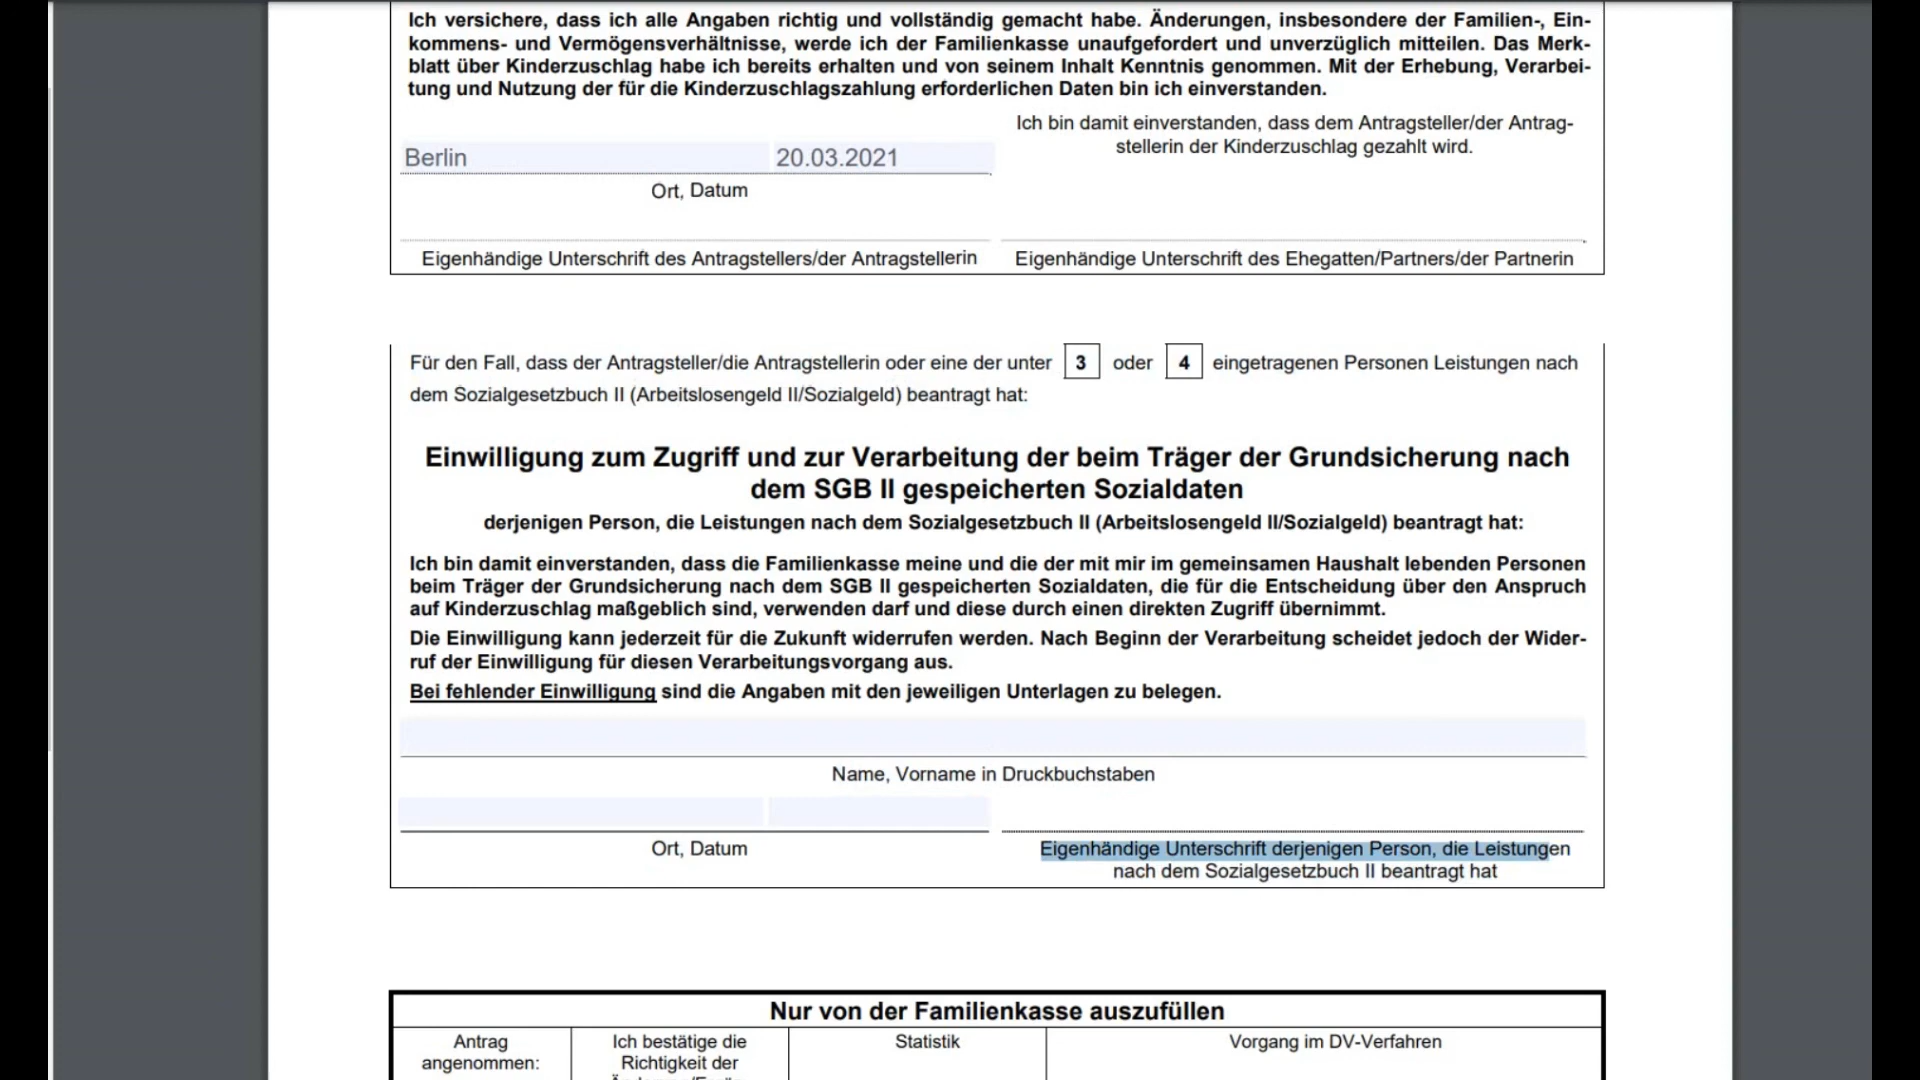 Ich versichere, dass ich alle Angaben richtig und vollständig gemacht habe. Änderungen, insbesondere der Familien-, Ein-
kommens- und Vermögensverhältnisse, werde ich der Familienkasse unaufgefordert und unverzüglich mitteilen. Das Merk-
blatt über Kinderzuschlag habe ich bereits erhalten und von seinem Inhalt Kenntnis genommen. Mit der Erhebung, Verarbei-
tung und Nutzung der für die Kinderzuschlagszahlung erforderlichen Daten bin ich einverstanden.
Ich bin damit einverstanden, dass dem Antragsteller/der Antrag-
stellerin der Kinderzuschlag gezahlt wird.
Berlin 20.03.2021
Ort, Datum
Eigenhändige Unterschrift des Antragstellers/der Antragstellerin
Eigenhändige Unterschrift des Ehegatten/Partners/der Partnerin
Für den Fall, dass der Antragsteller/die Antragstellerin oder eine der unter 3 oder 4 eingetragenen Personen Leistungen nach
dem Sozialgesetzbuch II (Arbeitslosengeld II/Sozialgeld) beantragt hat:
Einwilligung zum Zugriff und zur Verarbeitung der beim Träger der Grundsicherung nach
dem SGB II gespeicherten Sozialdaten
derjenigen Person, die Leistungen nach dem Sozialgesetzbuch II (Arbeitslosengeld II/Sozialgeld) beantragt hat:
Ich bin damit einverstanden, dass die Familienkasse meine und die der mit mir im gemeinsamen Haushalt lebenden Personen
beim Träger der Grundsicherung nach dem SGB II gespeicherten Sozialdaten, die für die Entscheidung über den Anspruch
auf Kinderzuschlag maßgeblich sind, verwenden darf und diese durch einen direkten Zugriff übernimmt.
Die Einwilligung kann jederzeit für die Zukunft widerrufen werden. Nach Beginn der Verarbeitung scheidet jedoch der Wider-
ruf der Einwilligung für diesen Verarbeitungsvorgang aus.
Bei fehlender Einwilligung sind die Angaben mit den jeweiligen Unterlagen zu belegen.
Name, Vorname in Druckbuchstaben
Ort, Datum
Eigenhändige Unterschrift derjenigen Person, die Leistungen
nach dem Sozialgesetzbuch II beantragt hat
Nur von der Familienkasse auszufüllen
Antrag
angenommen:
Ich bestätige die
Richtigkeit der
Statistik
Vorgang im DV-Verfahren